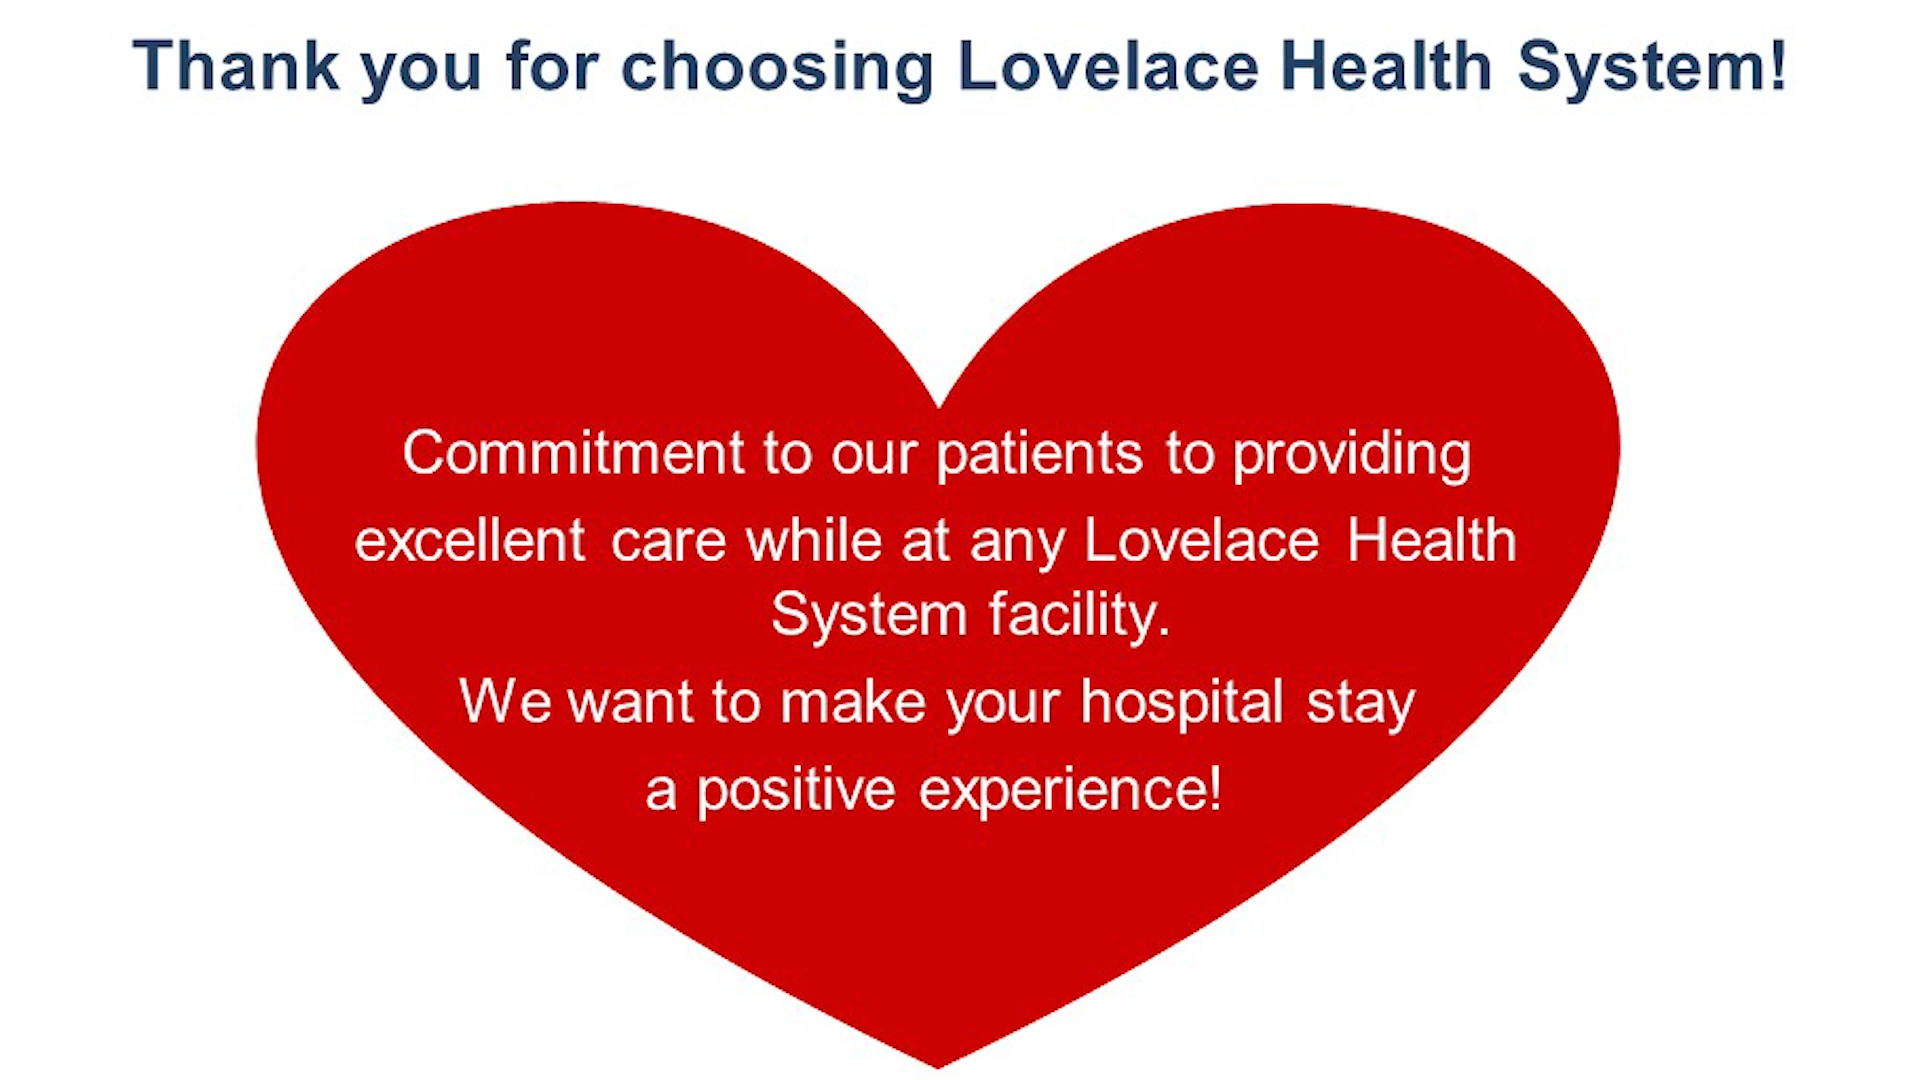 Thank you for choosing Lovelace Health System!
Commitment to our patients to providing
excellent care while at any Lovelace Health
System facility.
We want to make your hospital stay
a positive experience!